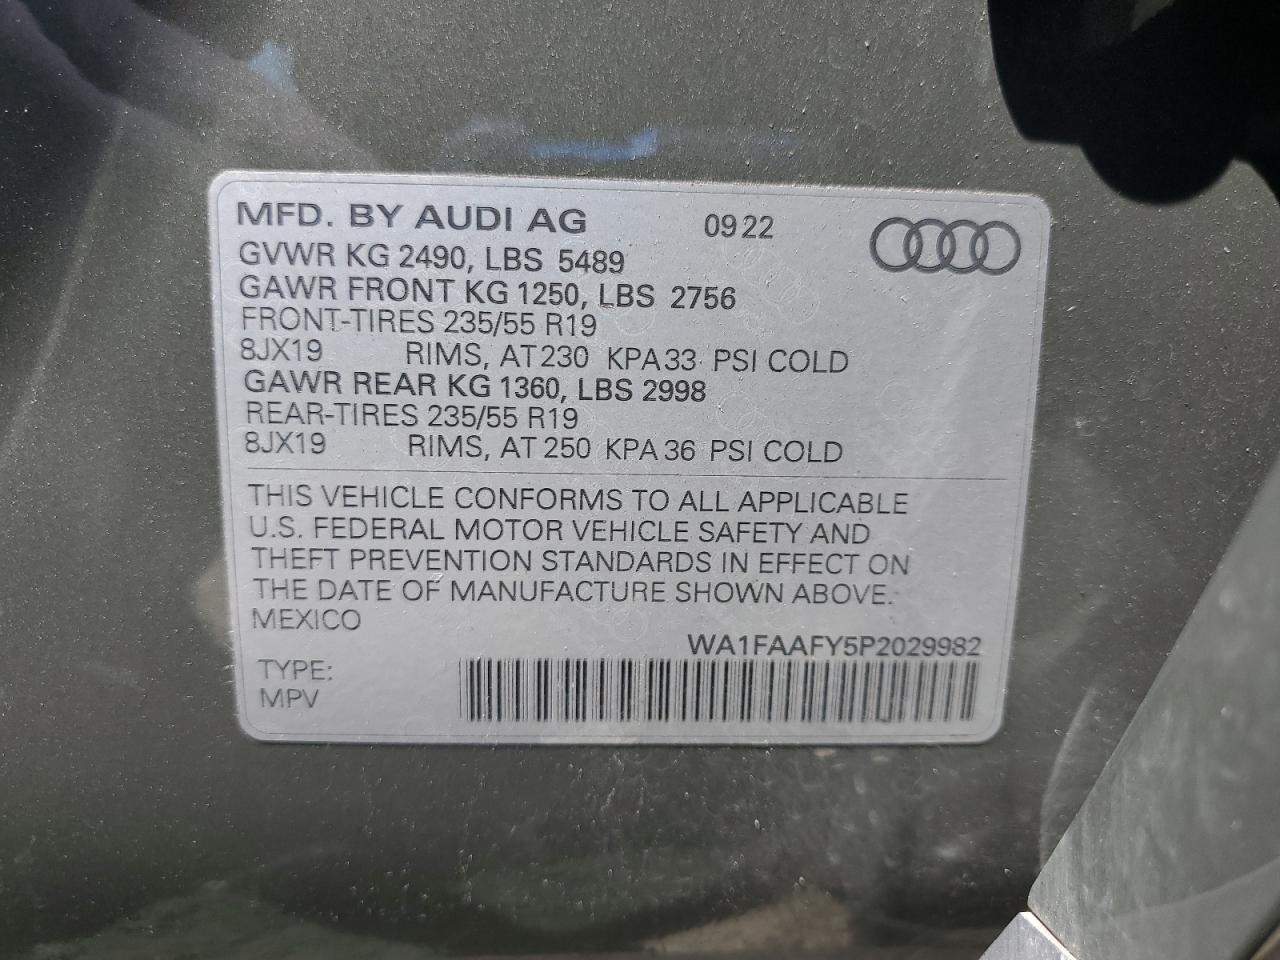 MFD. BY AUDI AG 09 22
GVWR KG 2490, LBS 5489
GAWR FRONT KG 1250, LBS 2756
FRONT-TIRES 235/55 R19
8JX19 RIMS, AT 230 KPA 33 PSI COLD
GAWR REAR KG 1360, LBS 2998
REAR-TIRES 235/55 R19
8JX19 RIMS, AT 250 KPA 36 PSI COLD
THIS VEHICLE CONFORMS TO ALL APPLICABLE
U.S. FEDERAL MOTOR VEHICLE SAFETY AND
THEFT PREVENTION STANDARDS IN EFFECT ON
THE DATE OF MANUFACTURE SHOWN ABOVE.
MEXICO
WA1FAAFY5P2029982
TYPE:
MPV